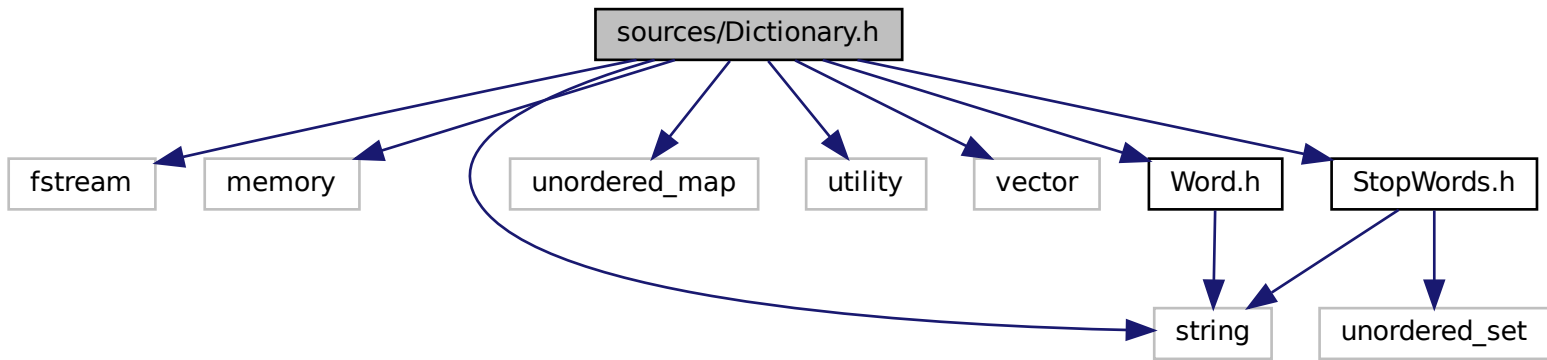 sources/Dictionary.h
fstream
memory
unordered_map
utility
vector
Word.h
StopWords.h
string
unordered_set